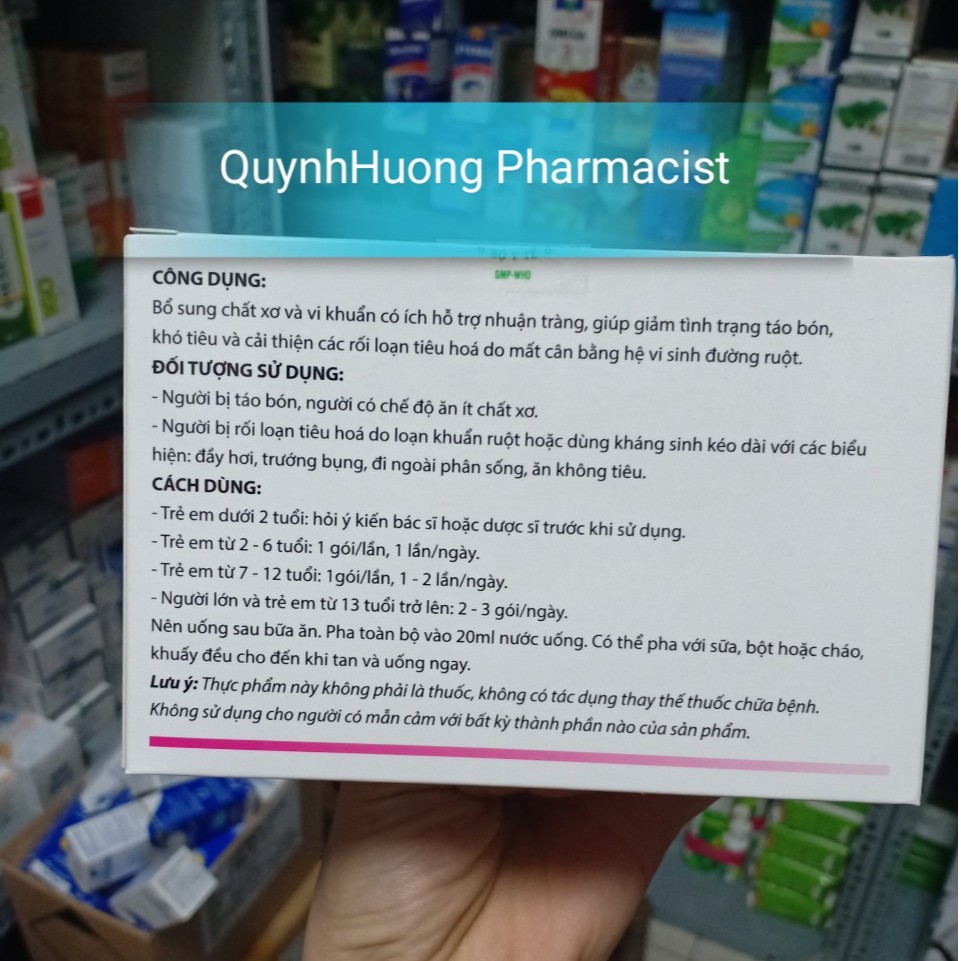 QuynhHuong Pharmacist
GMP-WHO
CÔNG DỤNG:
Bổ sung chất xơ và vi khuẩn có ích hỗ trợ nhuận tràng, giúp giảm tình trạng táo bón,
khó tiêu và cải thiện các rối loạn tiêu hoá do mất cân bằng hệ vi sinh đường ruột.
ĐỐI TƯỢNG SỬ DỤNG:
- Người bị táo bón, người có chế độ ăn ít chất xơ.
- Người bị rối loạn tiêu hoá do loạn khuẩn ruột hoặc dùng kháng sinh kéo dài với các biểu
hiện: đầy hơi, trướng bụng, đi ngoài phân sống, ăn không tiêu.
CÁCH DÙNG:
- Trẻ em dưới 2 tuổi: hỏi ý kiến bác sĩ hoặc dược sĩ trước khi sử dụng.
- Trẻ em từ 2 - 6 tuổi: 1 gói/lần, 1 lần/ngày.
- Trẻ em từ 7 - 12 tuổi: 1gói/lần, 1 - 2 lần/ngày.
- Người lớn và trẻ em từ 13 tuổi trở lên: 2 - 3 gói/ngày.
Nên uống sau bữa ăn. Pha toàn bộ vào 20ml nước uống. Có thể pha với sữa, bột hoặc cháo,
khuấy đều cho đến khi tan và uống ngay.
Lưu ý: Thực phẩm này không phải là thuốc, không có tác dụng thay thế thuốc chữa bệnh.
Không sử dụng cho người có mẫn cảm với bất kỳ thành phần nào của sản phẩm.